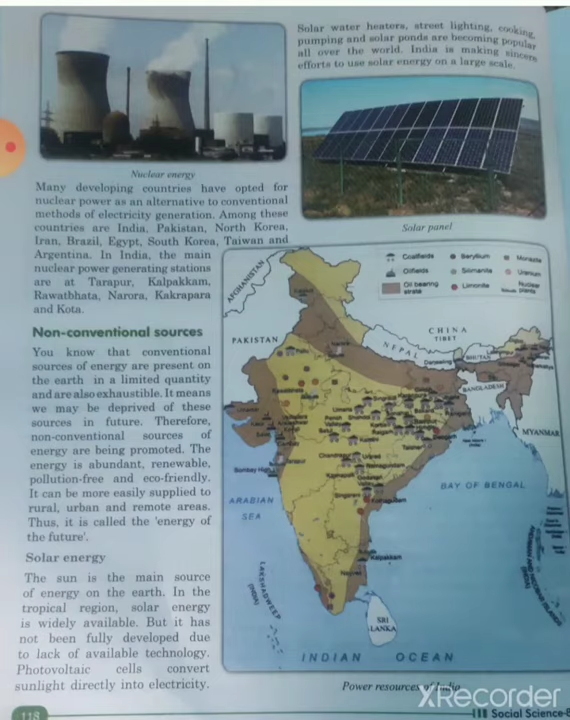 Nuclear energy
Many developing countries have opted for
nuclear power as an alternative to conventional
methods of electricity generation. Among these
countries are India, Pakistan, North Korea,
Iran, Brazil, Egypt, South Korea, Taiwan and
Argentina. In India, the main
nuclear power generating stations
are at Tarapur, Kalpakkam,
Rawathbhata, Narora, Kakrapara
and Kota.
Non-conventional sources
You know that conventional
sources of energy are present on
the earth in a limited quantity
and are also exhaustible. It means
we may be deprived of these
sources in future. Therefore,
non-conventional sources of
energy are being promoted. The
energy is abundant, renewable,
pollution-free and eco-friendly.
It can be more easily supplied to
rural, urban and remote areas.
Thus, it is called the 'energy of
the future'.
Solar energy
The sun is the main source
of energy on the earth. In the
tropical region, solar energy
is widely available. But it has
not been fully developed due
to lack of available technology.
Photovoltaic cells convert
sunlight directly into electricity.
Solar water heaters, street lighting, cooking,
pumping and solar ponds are becoming popular
all over the world. India is making sincere
efforts to use solar energy on a large scale.
Solar panel
Coalfields
Beryllium
Monazite
Oilfields
Silimanite
Uranium
Oil bearing
strata
Limonite
Nuclear
plants
AFGHANISTAN
PAKISTAN
CHINA
TIBET
NEPAL
BHUTAN
BANGLADESH
MYANMAR
Bombay High
Kalpakkam
ARABIAN
SEA
BAY OF BENGAL
LAKSHADWEEP
(INDIA)
SRI
LANKA
INDIAN OCEAN
Power resources of India
118
118 Social Science-8
XRecorder